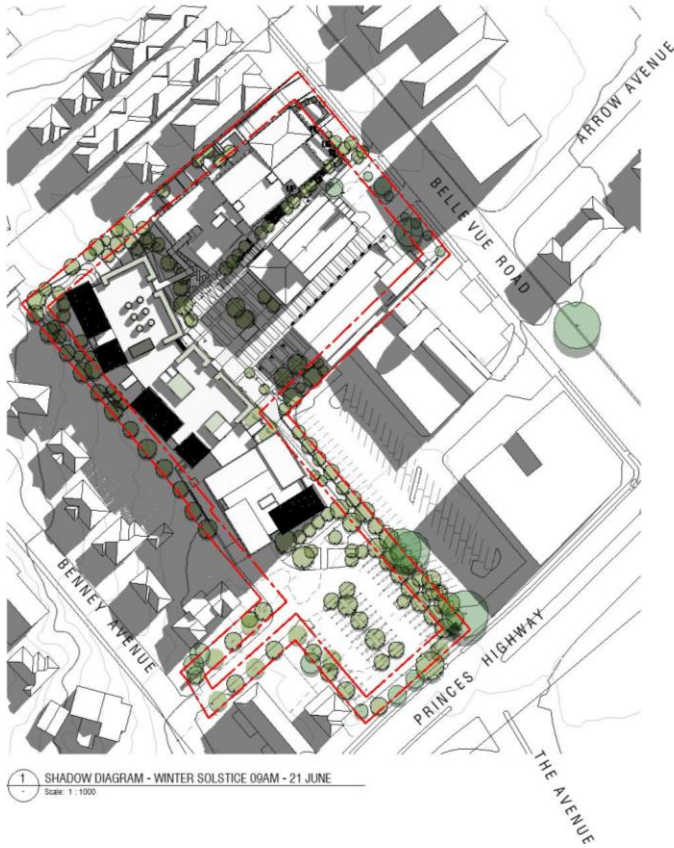 ARROW AVENUE
BELLEVUE ROAD
BENNEY AVENUE
PRINCES HIGHWAY
THE AVENUE
1
-
SHADOW DIAGRAM - WINTER SOLSTICE 09AM - 21 JUNE
Scale: 1 : 1000